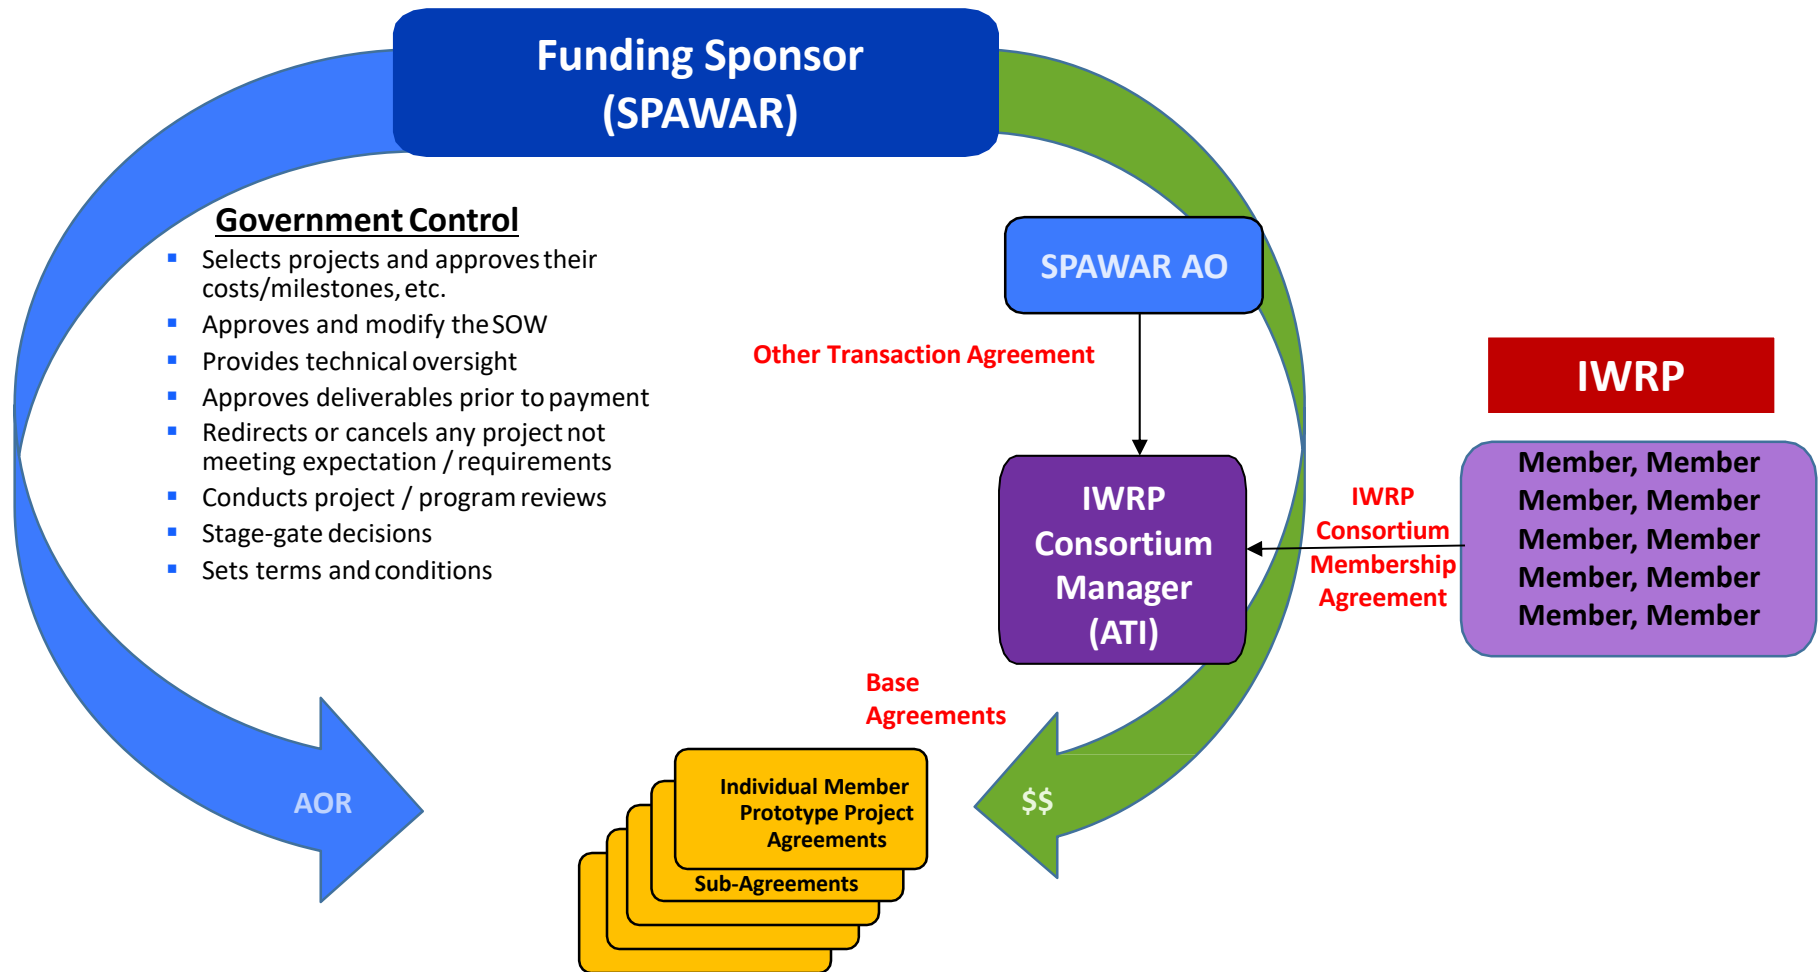 Funding Sponsor
(SPAWAR)
Government Control
Selects projects and approves their
costs/milestones, etc.
Approves and modify the SOW
Provides technical oversight
Approves deliverables prior to payment
Redirects or cancels any project not
meeting expectation / requirements
Conducts project / program reviews
Stage-gate decisions
Sets terms and conditions
SPAWAR AO
Other Transaction Agreement
IWRP
Consortium
Manager
(ATI)
IWRP
Consortium
Membership
Agreement
IWRP
Member, Member
Member, Member
Member, Member
Member, Member
Member, Member
Base
Agreements
AOR
Individual Member
Prototype Project
Agreements
Sub-Agreements
$$